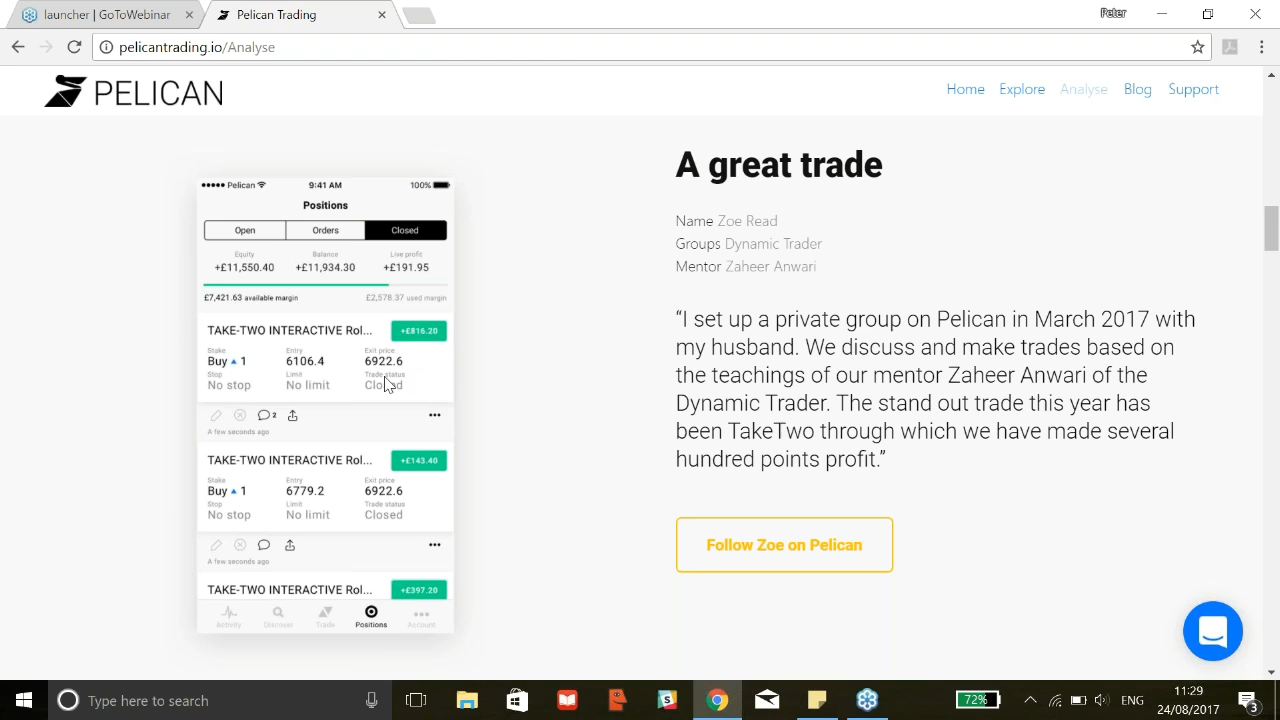 launcher | GoToWebinar
Pelican Trading
Peter
pelicantrading.io/Analyse
PELICAN
Home Explore Analyse Blog Support
Pelican 9:41 AM 100%
Positions
Open Orders Closed
Equity Balance Live profit
+£11,550.40 +£11,934.30 +£191.95
£7,421.63 available margin £2,578.37 used margin
TAKE-TWO INTERACTIVE Rol... +£816.20
Stake Entry Exit price
Buy 1 6106.4 6922.6
Stop Limit Trade status
No stop No limit Closed
2
A few seconds ago
TAKE-TWO INTERACTIVE Rol... +£143.40
Stake Entry Exit price
Buy 1 6779.2 6922.6
Stop Limit Trade status
No stop No limit Closed
A few seconds ago
TAKE-TWO INTERACTIVE Rol... +£397.20
Activity Discover Trade Positions Account
A great trade
Name Zoe Read
Groups Dynamic Trader
Mentor Zaheer Anwari
“I set up a private group on Pelican in March 2017 with
my husband. We discuss and make trades based on
the teachings of our mentor Zaheer Anwari of the
Dynamic Trader. The stand out trade this year has
been TakeTwo through which we have made several
hundred points profit.”
Follow Zoe on Pelican
Type here to search
72%
ENG
11:29
24/08/2017
3